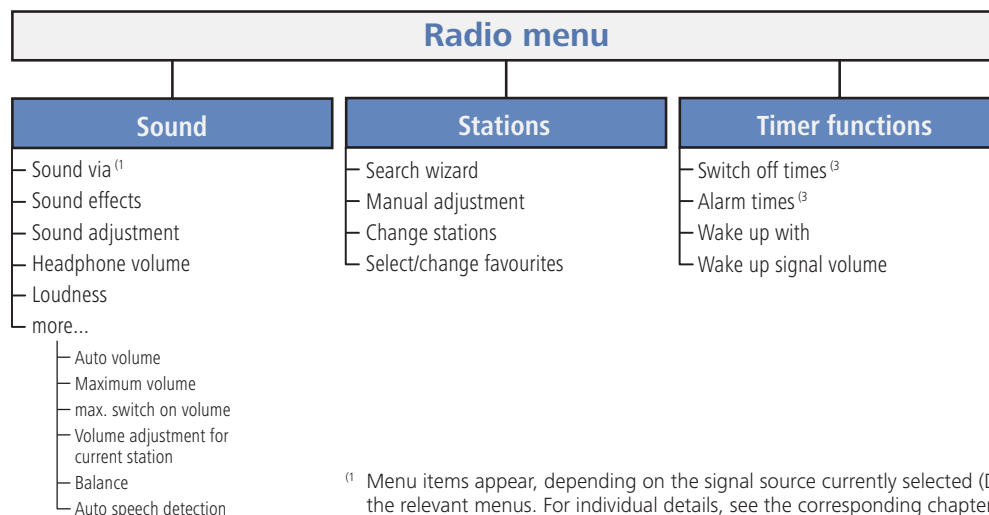 Radio menu
Sound
Sound via (1
Sound effects
Sound adjustment
Headphone volume
Loudness
more...
Auto volume
Maximum volume
max. switch on volume
Volume adjustment for
current station
Balance
Auto speech detection
Stations
Search wizard
Manual adjustment
Change stations
Select/change favourites
Timer functions
Switch off times (3
Alarm times (3
Wake up with
Wake up signal volume
(1 Menu items appear, depending on the signal source currently selected
the relevant menus. For individual details, see the corresponding chapter